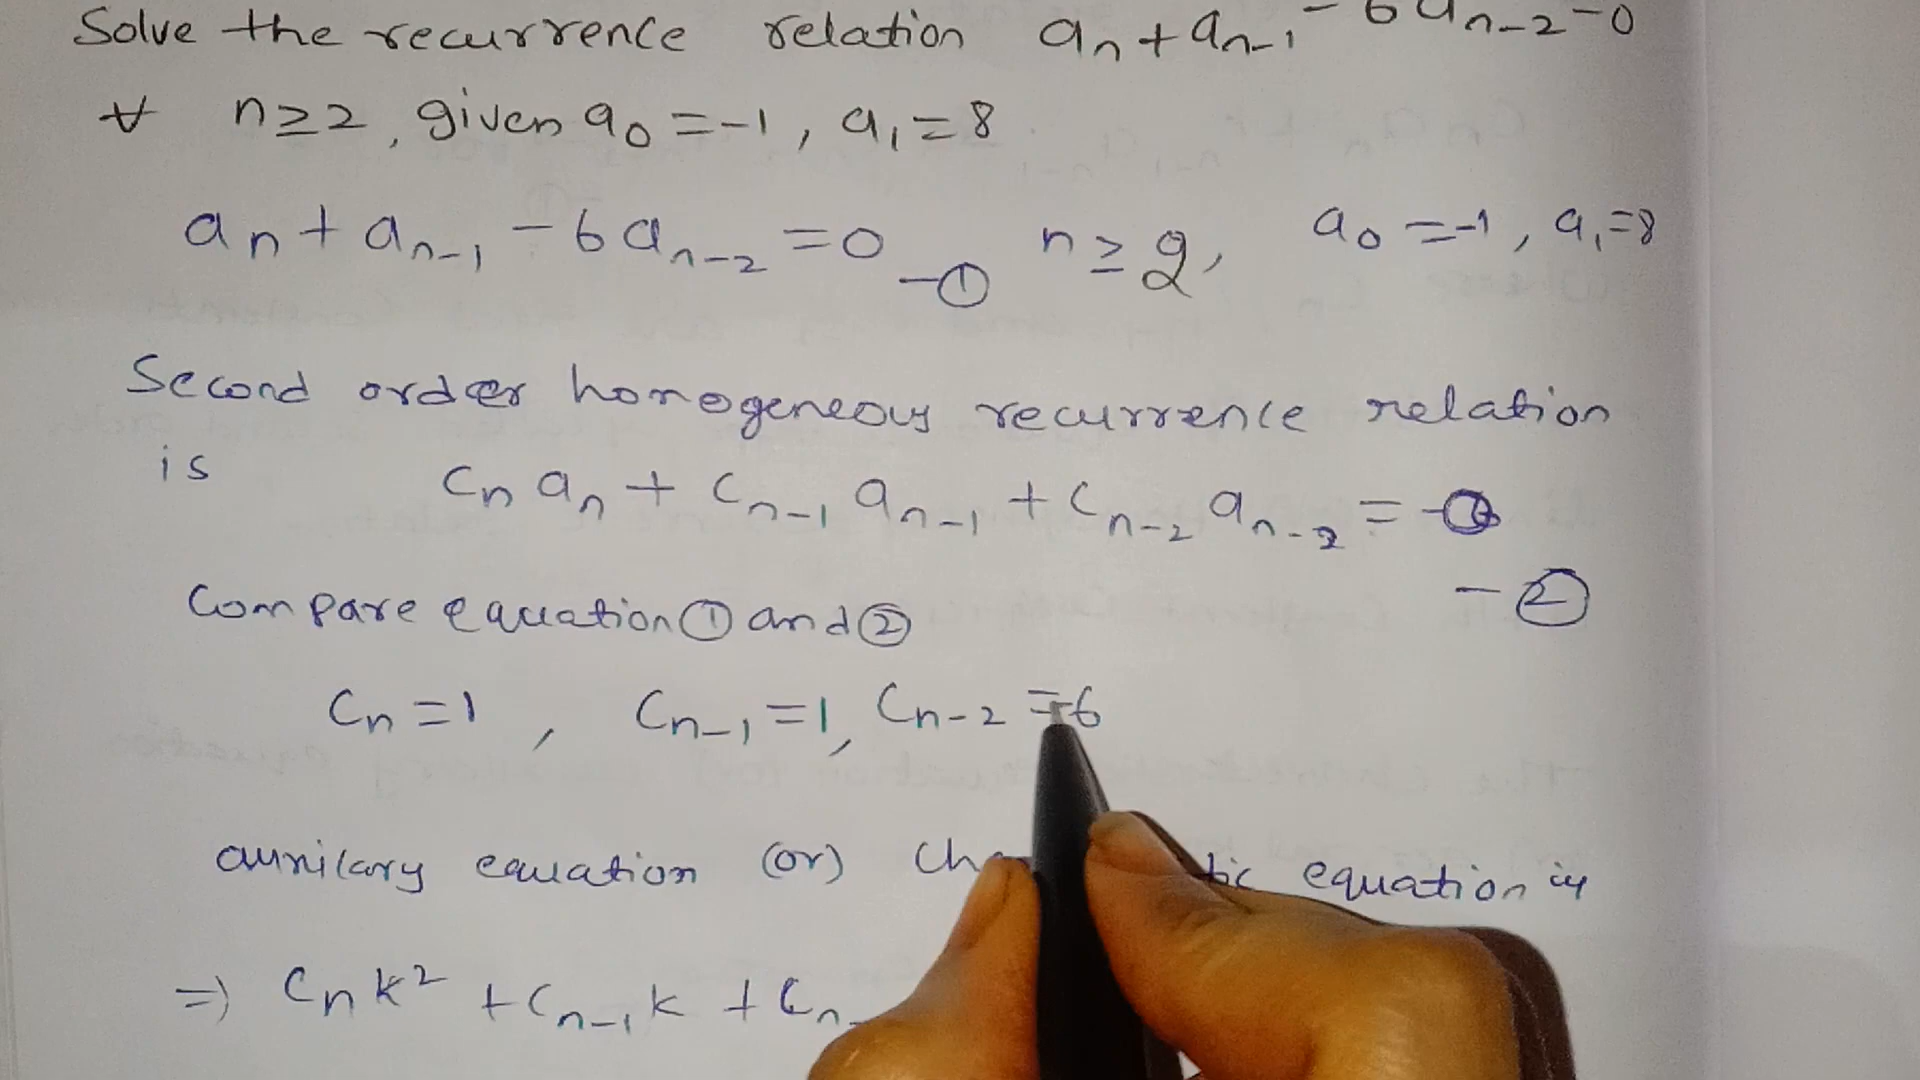 Solve the recurrence relation an + an-1 - 6an-2 = 0
∀ n ≥ 2, given a0 = -1, a1 = 8
an + an-1 - 6an-2 = 0 -① n ≥ 2, a0 = -1, a1 = 8
Second order homogeneous recurrence relation
is cn an + cn-1 an-1 + cn-2 an-2 = 0
-②
Compare equation ① and ②
cn = 1, cn-1 = 1, cn-2 = -6
auxilary equation (or) equation is
⇒ cn k² + cn-1 k + cn-